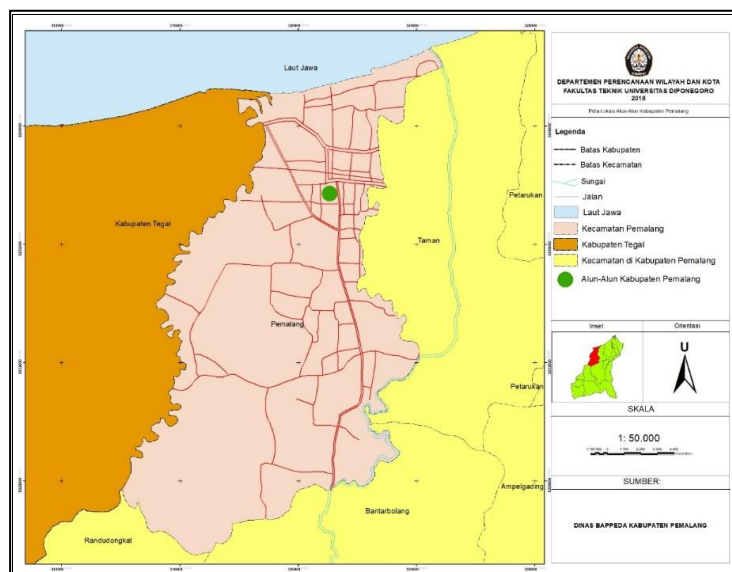 Laut Jawa
Kabupaten Tegal
Petarukan
Taman
Pemalang
Petarukan
Ampelgading
Bantarbolang
Randudongkal
DEPARTEMEN PERENCANAAN WILAYAH DAN KOTA
FAKULTAS TEKNIK UNIVERSITAS DIPONEGORO
2018
Peta Lokasi Alun-Alun Kabupaten Pemalang
Legenda
Batas Kabupaten
Batas Kecamatan
Sungai
Jalan
Laut Jawa
Kecamatan Pemalang
Kabupaten Tegal
Kecamatan di Kabupaten Pemalang
Alun-Alun Kabupaten Pemalang
Inset
Orientasi
U
SKALA
1: 50.000
SUMBER:
DINAS BAPPEDA KABUPATEN PEMALANG